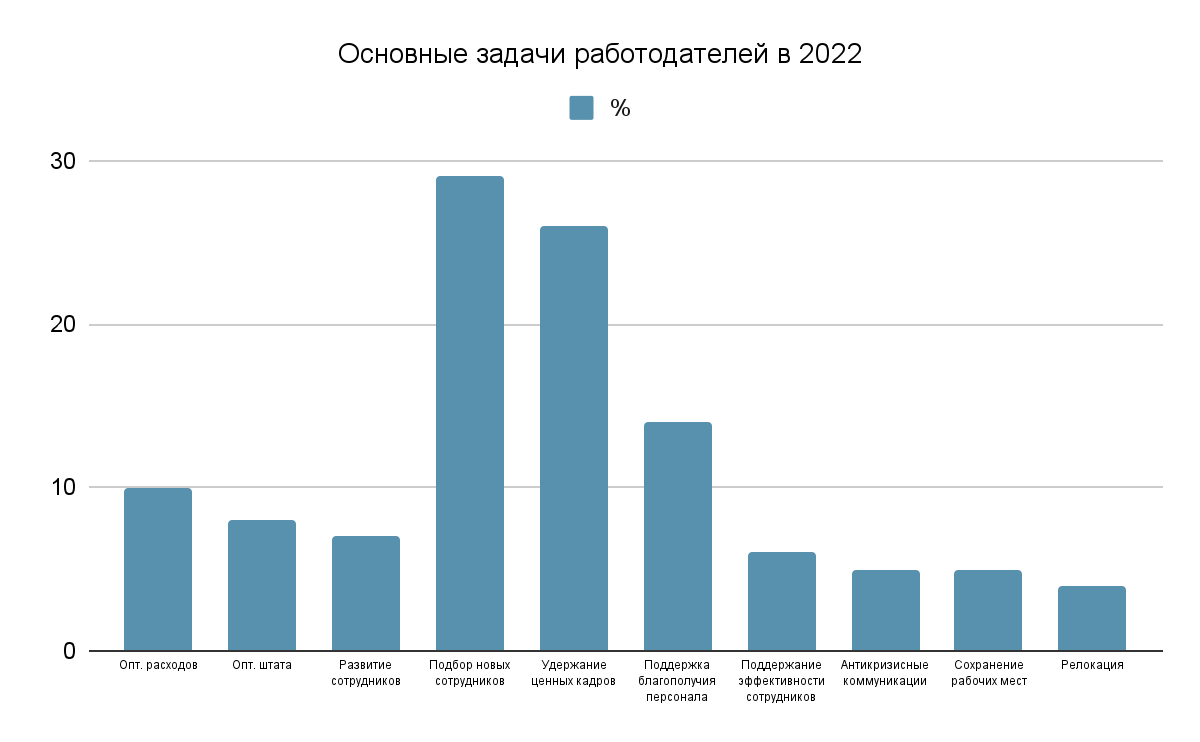 Основные задачи работодателей в 2022
%
30
20
10
0
Опт. расходов
Опт. штата
Развитие
сотрудников
Подбор новых
сотрудников
Удержание
ценных кадров
Поддержка
благополучия
персонала
Поддержание
эффективности
сотрудников
Антикризисные
коммуникации
Сохранение
рабочих мест
Релокация